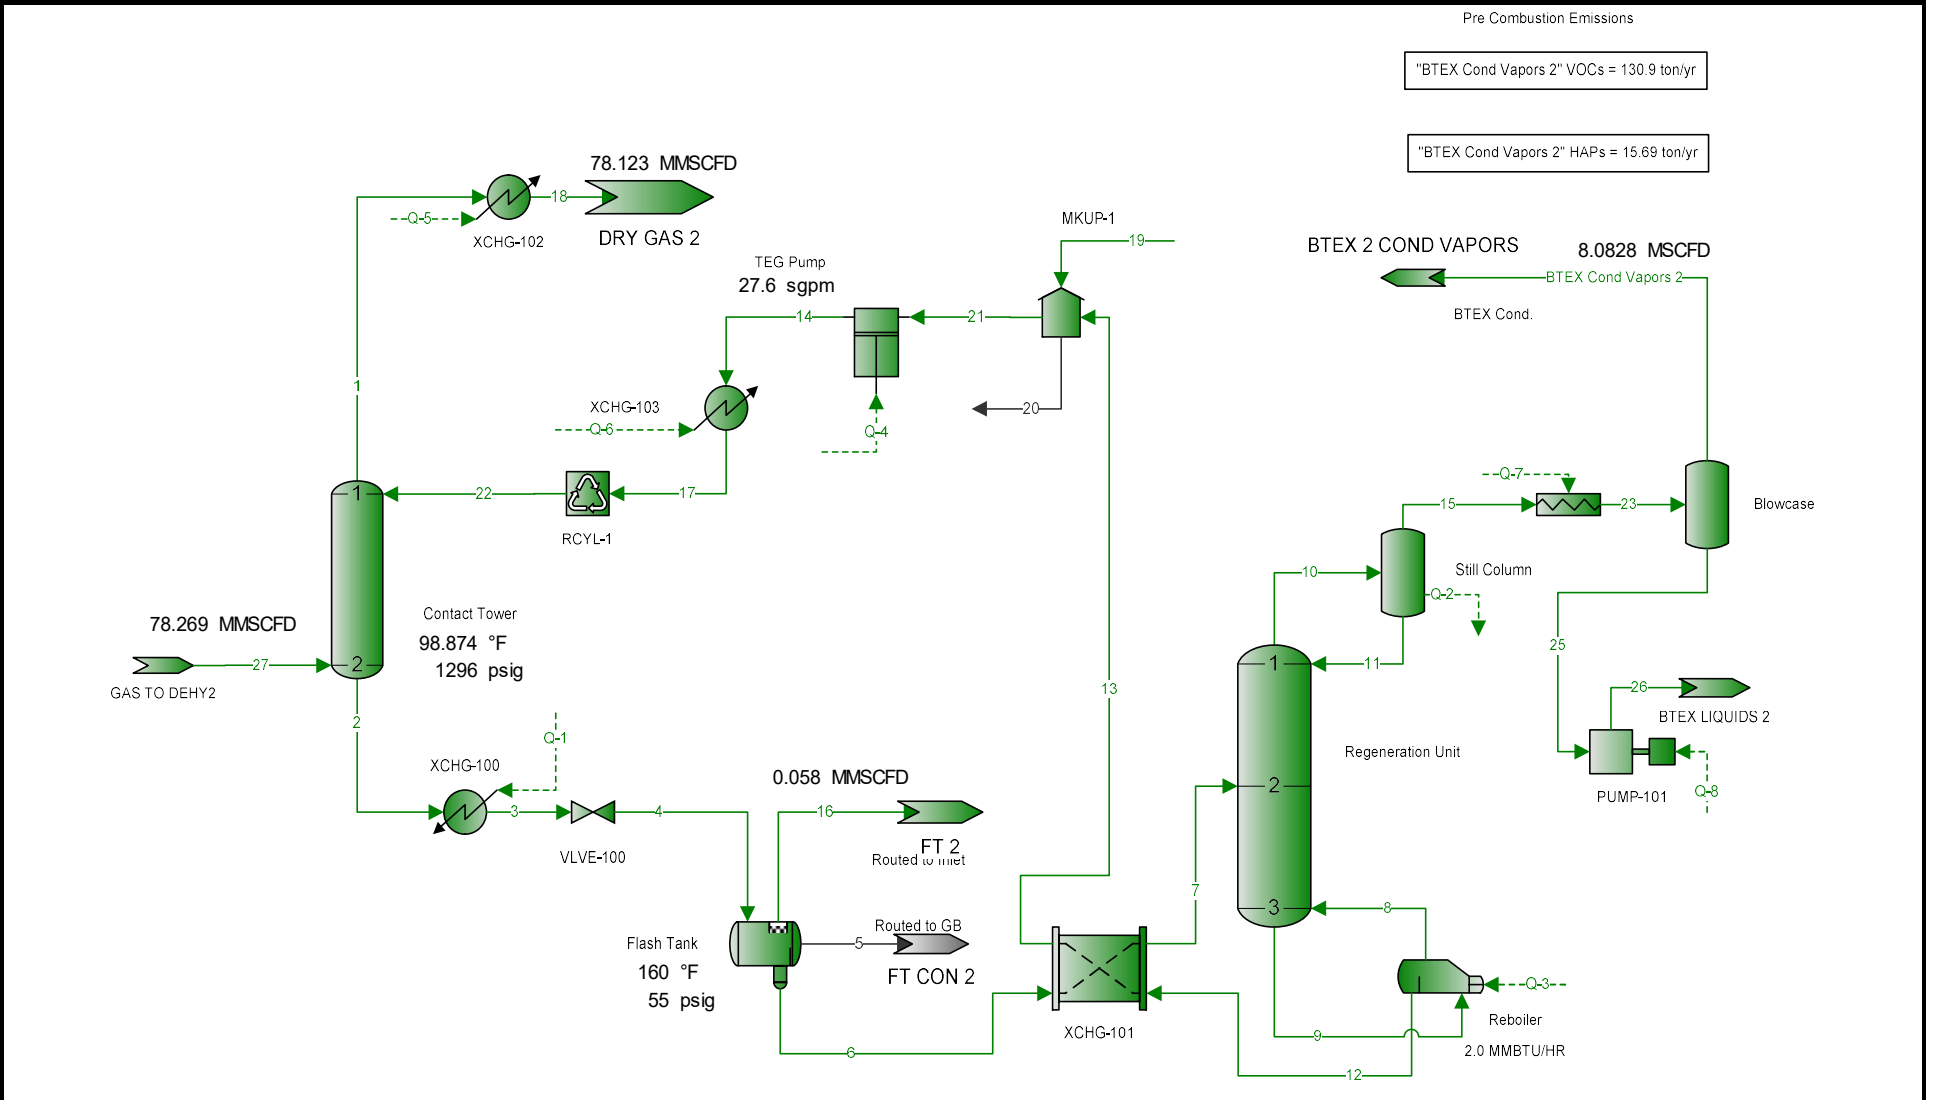 Pre Combustion Emissions
"BTEX Cond Vapors 2" VOCs = 130.9 ton/yr
"BTEX Cond Vapors 2" HAPs = 15.69 ton/yr
78.123 MMSCFD
18
Q-5
XCHG-102
DRY GAS 2
MKUP-1
19
BTEX 2 COND VAPORS
8.0828 MSCFD
BTEX Cond Vapors 2
BTEX Cond.
TEG Pump
27.6 sgpm
14
21
1
XCHG-103
Q-6
20
Q-4
22
17
RCYL-1
1
Q-7
15
23
Blowcase
10
Still Column
Q-2
Contact Tower
98.874 °F
1296 psig
78.269 MMSCFD
27
2
GAS TO DEHY2
11
1
25
13
26
BTEX LIQUIDS 2
2
Q-1
XCHG-100
Regeneration Unit
PUMP-101
Q-8
0.058 MMSCFD
2
3
4
16
VLVE-100
FT 2
Routed to Inlet
7
3
8
Routed to GB
5
FT CON 2
Flash Tank
160 °F
55 psig
Q-3
XCHG-101
Reboiler
6
9
2.0 MMBTU/HR
12